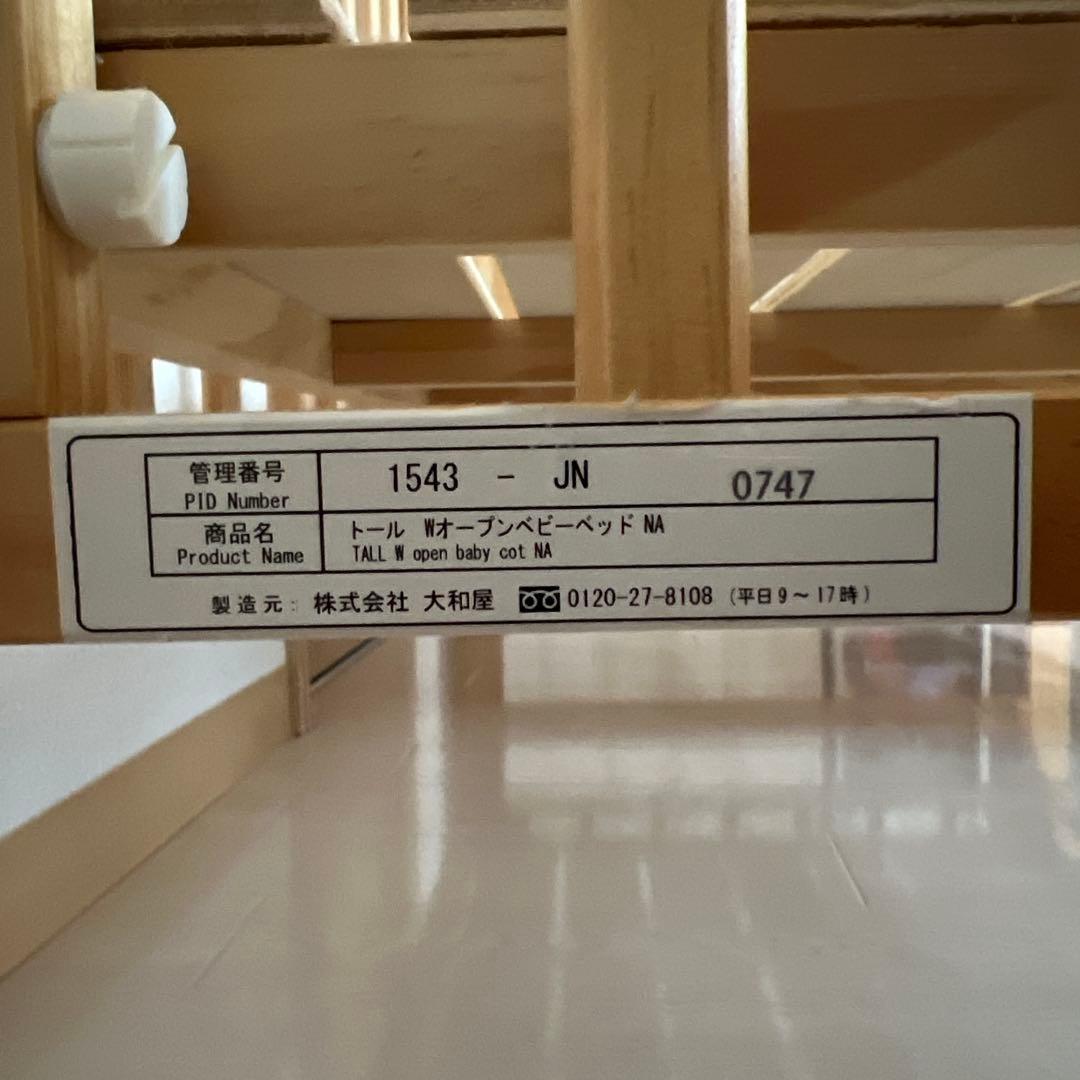 管理番号 1543 - JN 0747
PID Number
商品名 トール Wオープンベビーベッド NA
Product Name TALL W open baby cot NA
製造元: 株式会社 大和屋 0120-27-8108 (平日9～17時)